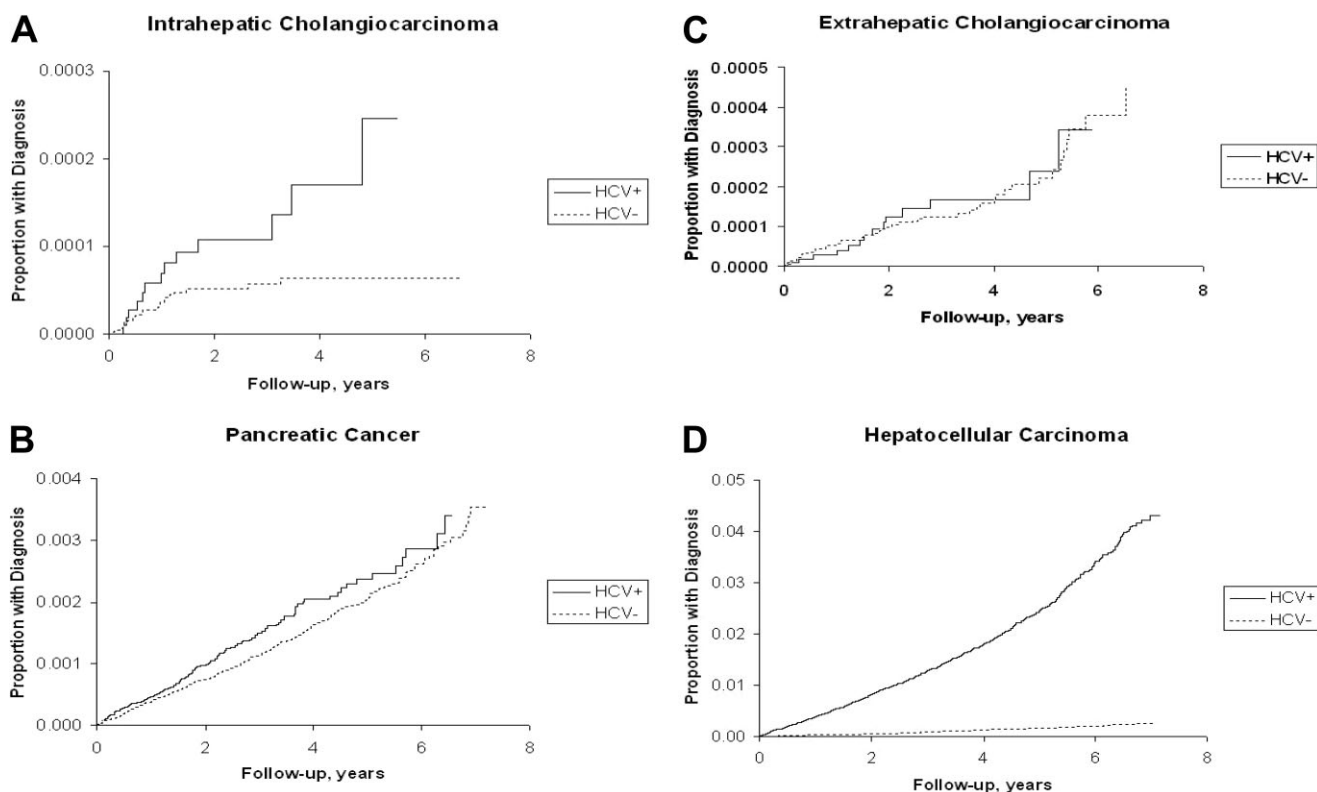 A
Intrahepatic Cholangiocarcinoma
Proportion with Diagnosis
0.0003
0.0002
0.0001
0.0000
0 2 4 6 8
Follow-up, years
HCV+
HCV-
C
Extrahepatic Cholangiocarcinoma
Proportion with Diagnosis
0.0005
0.0004
0.0003
0.0002
0.0001
0.0000
0 2 4 6 8
Follow-up, years
HCV+
HCV-
B
Pancreatic Cancer
Proportion with Diagnosis
0.004
0.003
0.002
0.001
0.000
0 2 4 6 8
Follow-up, years
HCV+
HCV-
D
Hepatocellular Carcinoma
Proportion with Diagnosis
0.05
0.04
0.03
0.02
0.01
0.00
0 2 4 6 8
Follow-up, years
HCV+
HCV-